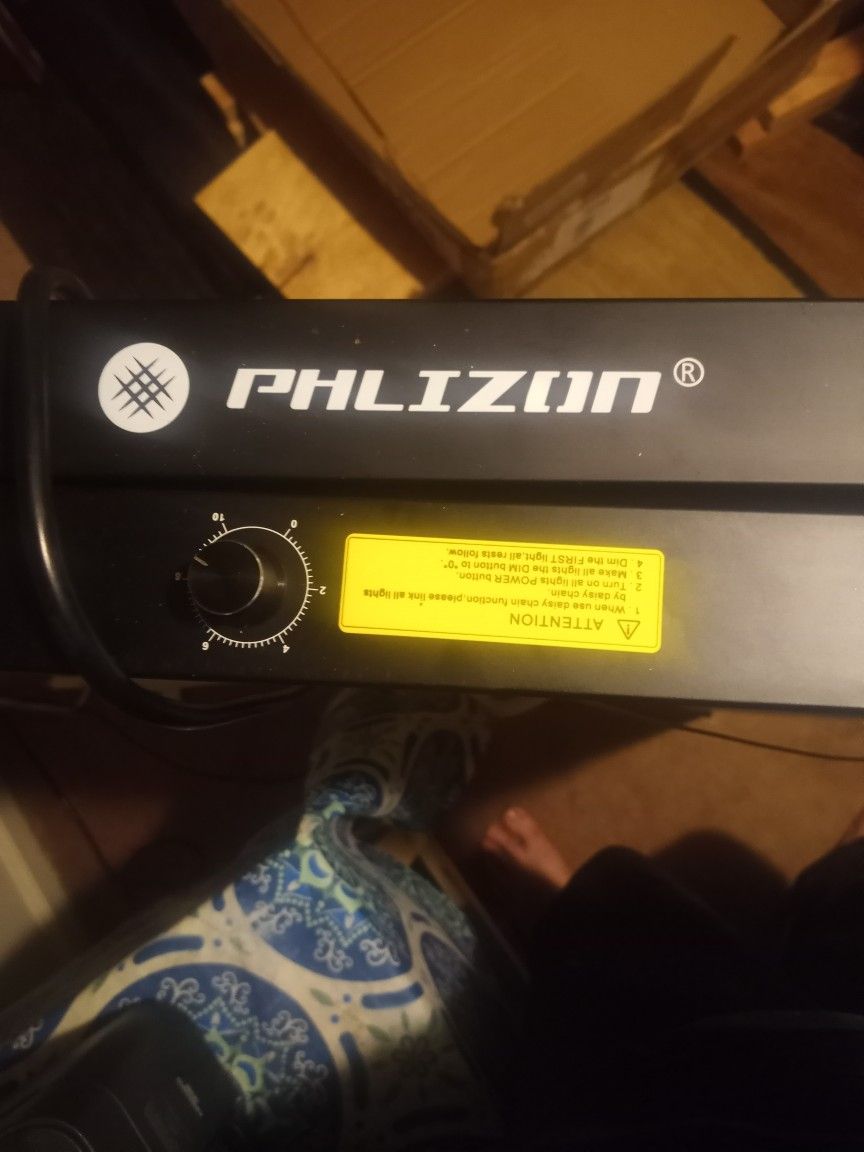 PHLIZON®
10
0
2
4
6
8
ATTENTION
1. When use daisy chain function,please link all lights
by daisy chain.
2. Turn on all lights POWER button.
3. Make all lights the DIM button to "0".
4. Dim the FIRST light,all rests follow.